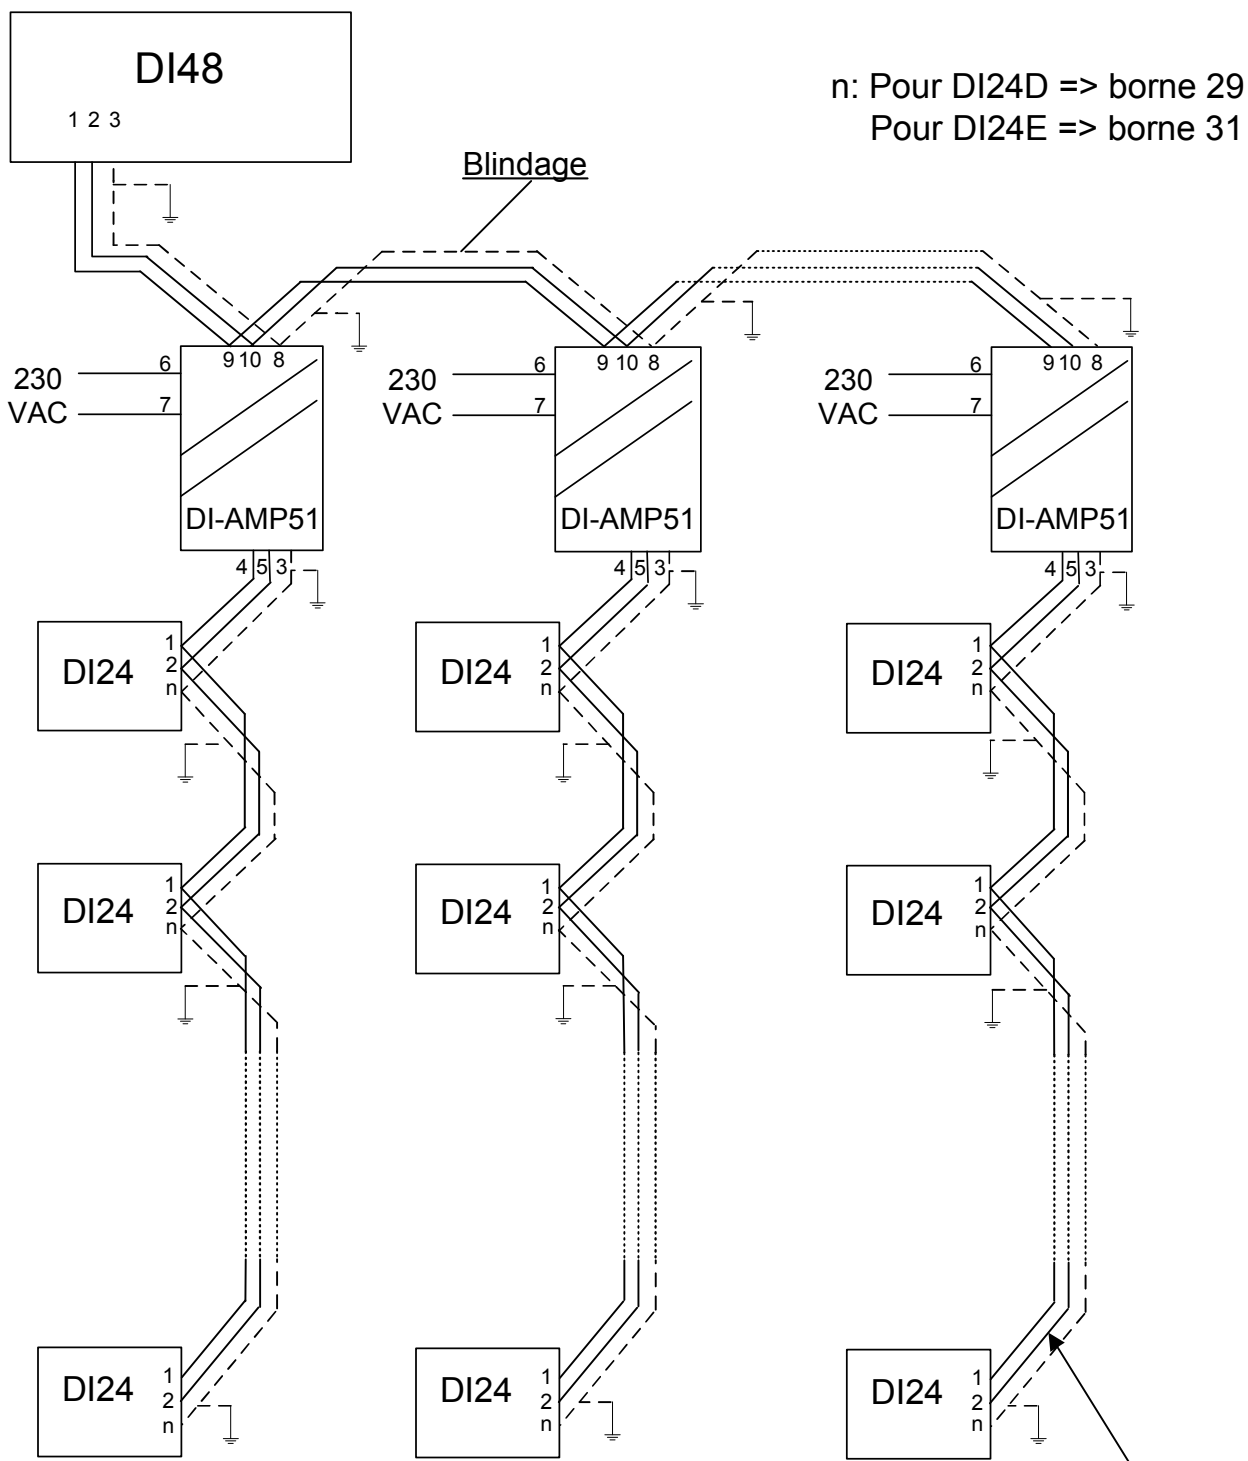 DI48
1 2 3
n: Pour DI24D => borne 29
Pour DI24E => borne 31
Blindage
9 10 8
9 10 8
9 10 8
6
230
VAC
7
6
230
VAC
7
6
230
VAC
7
DI-AMP51
DI-AMP51
DI-AMP51
4 5 3
4 5 3
4 5 3
DI24
1
2
n
DI24
1
2
n
DI24
1
2
n
DI24
1
2
n
DI24
1
2
n
DI24
1
2
n
DI24
1
2
n
DI24
1
2
n
DI24
1
2
n